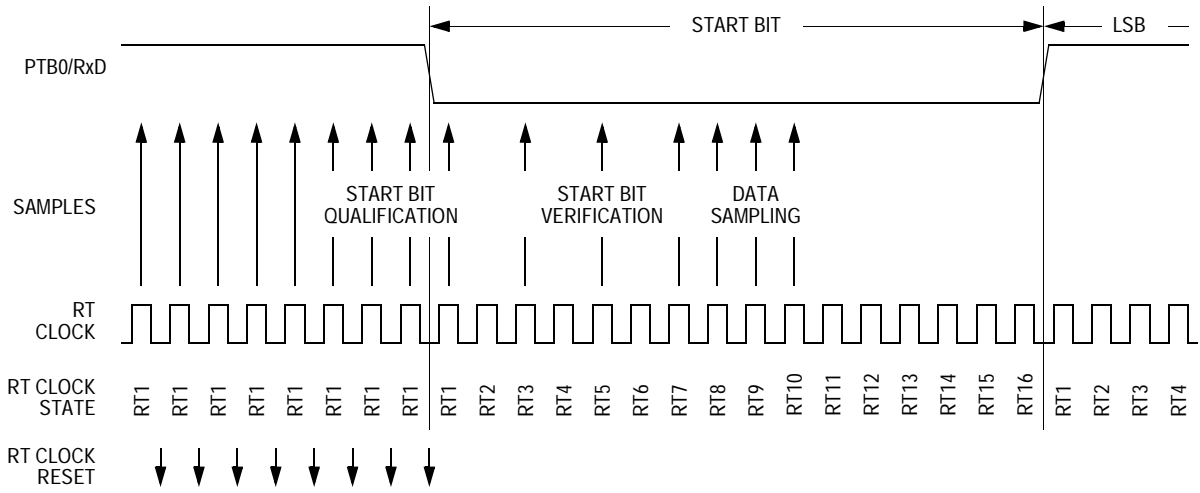 START BIT
LSB
PTB0/RxD
SAMPLES
START BIT
QUALIFICATION
START BIT
VERIFICATION
DATA
SAMPLING
RT
CLOCK
RT CLOCK
STATE
RT1 RT1 RT1 RT1 RT1 RT1 RT1 RT1 RT1 RT2 RT3 RT4 RT5 RT6 RT7 RT8 RT9 RT10 RT11 RT12 RT13 RT14 RT15 RT16 RT1 RT2 RT3 RT4
RT CLOCK
RESET